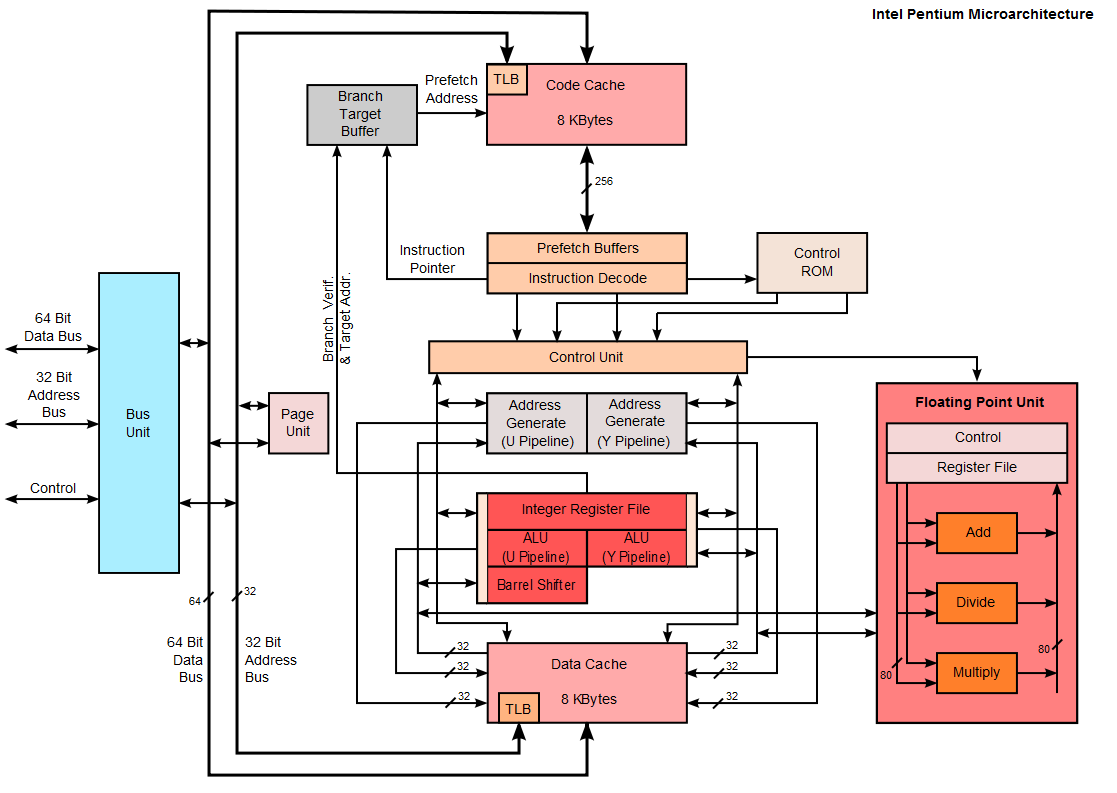 Intel Pentium Microarchitecture
TLB
Code Cache
8 KBytes
Prefetch
Address
Branch
Target
Buffer
256
Prefetch Buffers
Instruction Decode
Instruction
Pointer
Control
ROM
Branch Verif.
& Target Addr.
64 Bit
Data Bus
32 Bit
Address
Bus
Control
Bus
Unit
Page
Unit
Control Unit
Address
Generate
(U Pipeline)
Address
Generate
(Y Pipeline)
Integer Register File
ALU
(U Pipeline)
ALU
(Y Pipeline)
Barrel Shifter
Floating Point Unit
Control
Register File
Add
Divide
Multiply
80
80
64
32
64 Bit
Data
Bus
32 Bit
Address
Bus
32
32
32
32
32
32
Data Cache
8 KBytes
TLB